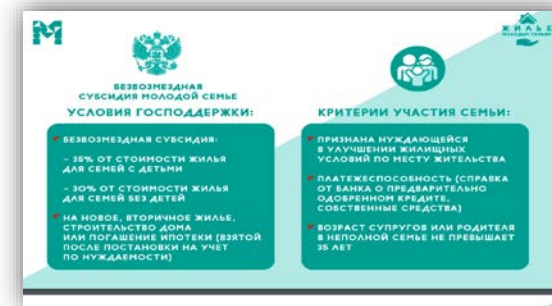 М
ЖИЛЬЕ
МОЛОДЫМ СЕМЬЯМ
БЕЗВОЗМЕЗДНАЯ
СУБСИДИЯ МОЛОДОЙ СЕМЬЕ
УСЛОВИЯ ГОСПОДДЕРЖКИ:
БЕЗВОЗМЕЗДНАЯ СУБСИДИЯ:
– 35% ОТ СТОИМОСТИ ЖИЛЬЯ
ДЛЯ СЕМЕЙ С ДЕТЬМИ
– 30% ОТ СТОИМОСТИ ЖИЛЬЯ
ДЛЯ СЕМЕЙ БЕЗ ДЕТЕЙ
НА НОВОЕ, ВТОРИЧНОЕ ЖИЛЬЕ,
СТРОИТЕЛЬСТВО ДОМА
ИЛИ ПОГАШЕНИЕ ИПОТЕКИ (ВЗЯТОЙ
ПОСЛЕ ПОСТАНОВКИ НА УЧЕТ
ПО НУЖДАЕМОСТИ)
КРИТЕРИИ УЧАСТИЯ СЕМЬИ:
ПРИЗНАНА НУЖДАЮЩЕЙСЯ
В УЛУЧШЕНИИ ЖИЛИЩНЫХ
УСЛОВИЙ ПО МЕСТУ ЖИТЕЛЬСТВА
ПЛАТЕЖЕСПОСОБНОСТЬ (СПРАВКА
ОТ БАНКА О ПРЕДВАРИТЕЛЬНО
ОДОБРЕННОМ КРЕДИТЕ,
СОБСТВЕННЫЕ СРЕДСТВА)
ВОЗРАСТ СУПРУГОВ ИЛИ РОДИТЕЛЯ
В НЕПОЛНОЙ СЕМЬЕ НЕ ПРЕВЫШАЕТ
35 ЛЕТ